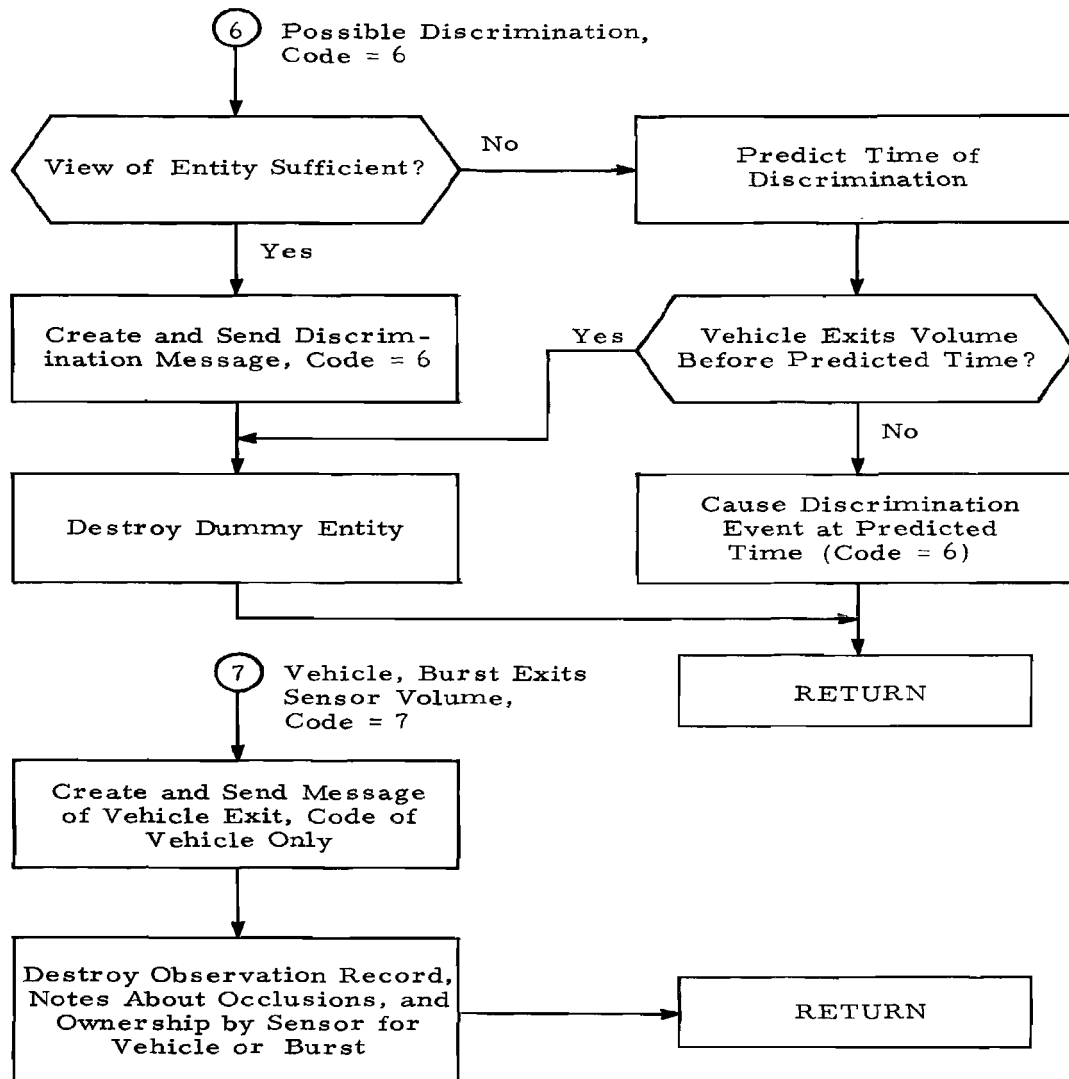 6 Possible Discrimination,
Code = 6
View of Entity Sufficient?
No
Predict Time of
Discrimination
Yes
Create and Send Discrim-
ination Message, Code = 6
Yes
Vehicle Exits Volume
Before Predicted Time?
No
Destroy Dummy Entity
Cause Discrimination
Event at Predicted
Time (Code = 6)
RETURN
7 Vehicle, Burst Exits
Sensor Volume,
Code = 7
Create and Send Message
of Vehicle Exit, Code of
Vehicle Only
Destroy Observation Record,
Notes About Occlusions, and
Ownership by Sensor for
Vehicle or Burst
RETURN